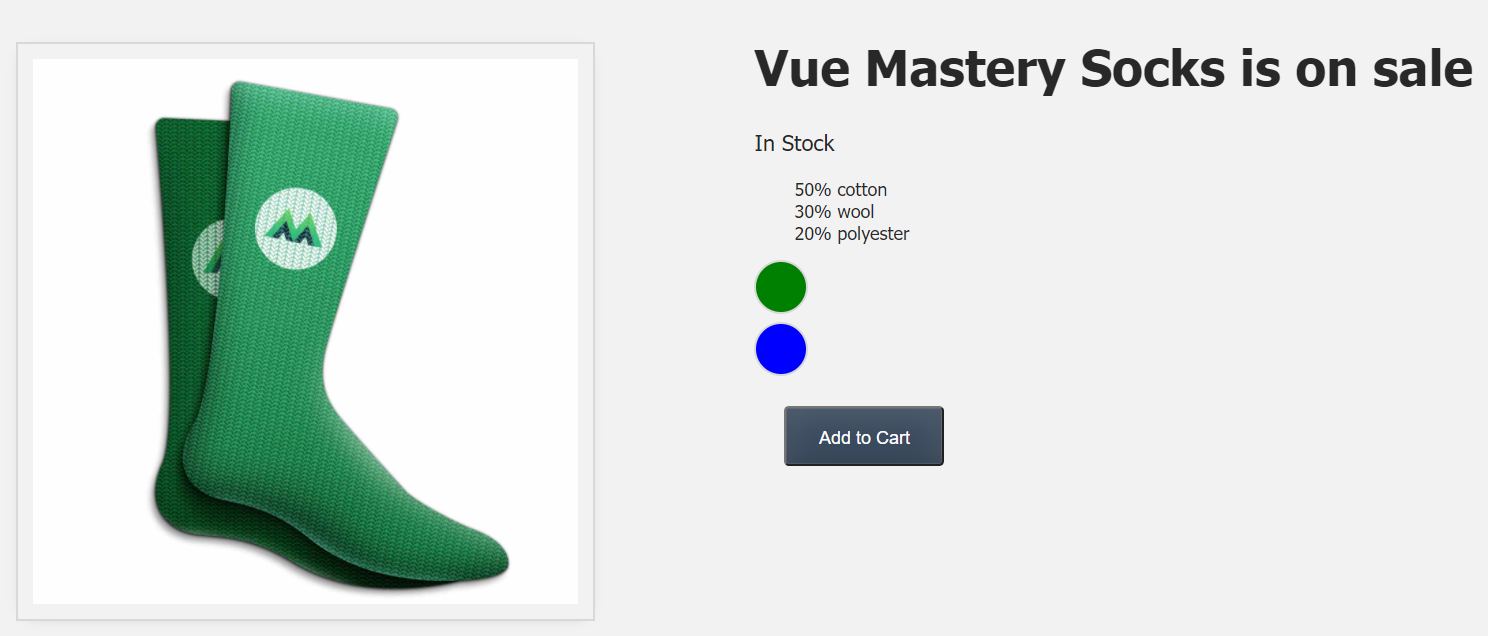 Vue Mastery Socks is on sale
In Stock
50% cotton
30% wool
20% polyester
Add to Cart